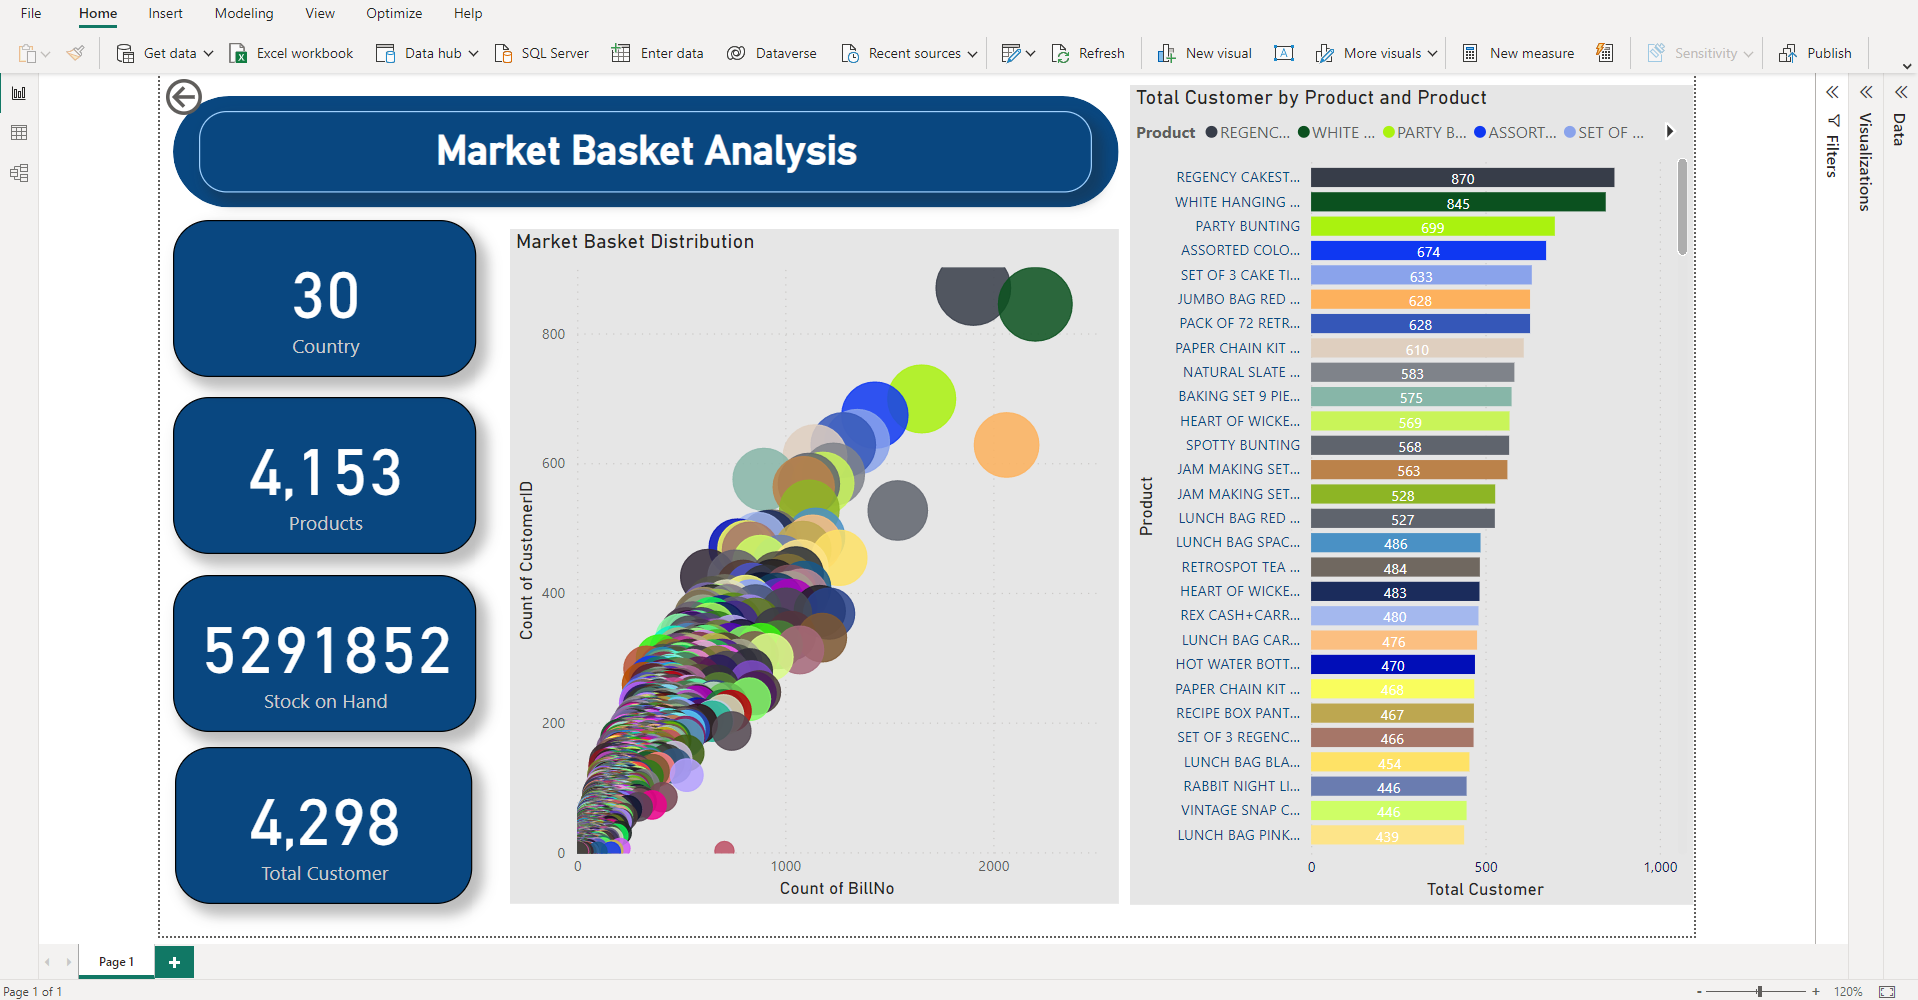 File Home Insert Modeling View Optimize Help
Get data Excel workbook Data hub SQL Server Enter data Dataverse Recent sources Refresh New visual More visuals New measure Sensitivity Publish
Market Basket Analysis
30
Country
4,153
Products
5291852
Stock on Hand
4,298
Total Customer
Market Basket Distribution
Count of CustomerID
800
600
400
200
0
0 1000 2000
Count of BillNo
Total Customer by Product and Product
Product REGENC... WHITE ... PARTY B... ASSORT... SET OF ...
Product
REGENCY CAKEST... 870
WHITE HANGING ... 845
PARTY BUNTING 699
ASSORTED COLO... 674
SET OF 3 CAKE TI... 633
JUMBO BAG RED ... 628
PACK OF 72 RETR... 628
PAPER CHAIN KIT ... 610
NATURAL SLATE ... 583
BAKING SET 9 PIE... 575
HEART OF WICKE... 569
SPOTTY BUNTING 568
JAM MAKING SET... 563
JAM MAKING SET... 528
LUNCH BAG RED ... 527
LUNCH BAG SPAC... 486
RETROSPOT TEA ... 484
HEART OF WICKE... 483
REX CASH+CARR... 480
LUNCH BAG CAR... 476
HOT WATER BOTT... 470
PAPER CHAIN KIT ... 468
RECIPE BOX PANT... 467
SET OF 3 REGENC... 466
LUNCH BAG BLA... 454
RABBIT NIGHT LI... 446
VINTAGE SNAP C... 446
LUNCH BAG PINK... 439
0 500 1,000
Total Customer
Filters
Visualizations
Data
Page 1
Page 1 of 1
- + 120%